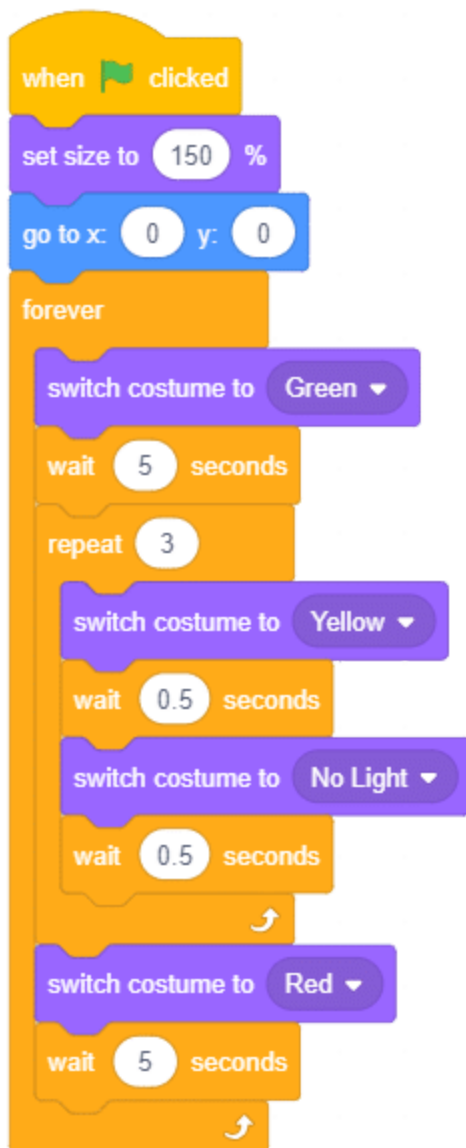 when clicked
set size to 150 %
go to x: 0 y: 0
forever
switch costume to Green
wait 5 seconds
repeat 3
switch costume to Yellow
wait 0.5 seconds
switch costume to No Light
wait 0.5 seconds
switch costume to Red
wait 5 seconds